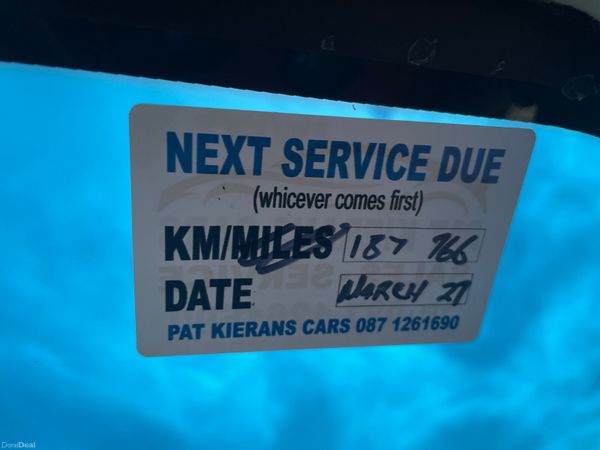 NEXT SERVICE DUE
(whicever comes first)
KM/MILES 187 766
DATE MARCH 27
PAT KIERANS CARS 087 1261690
DoneDeal